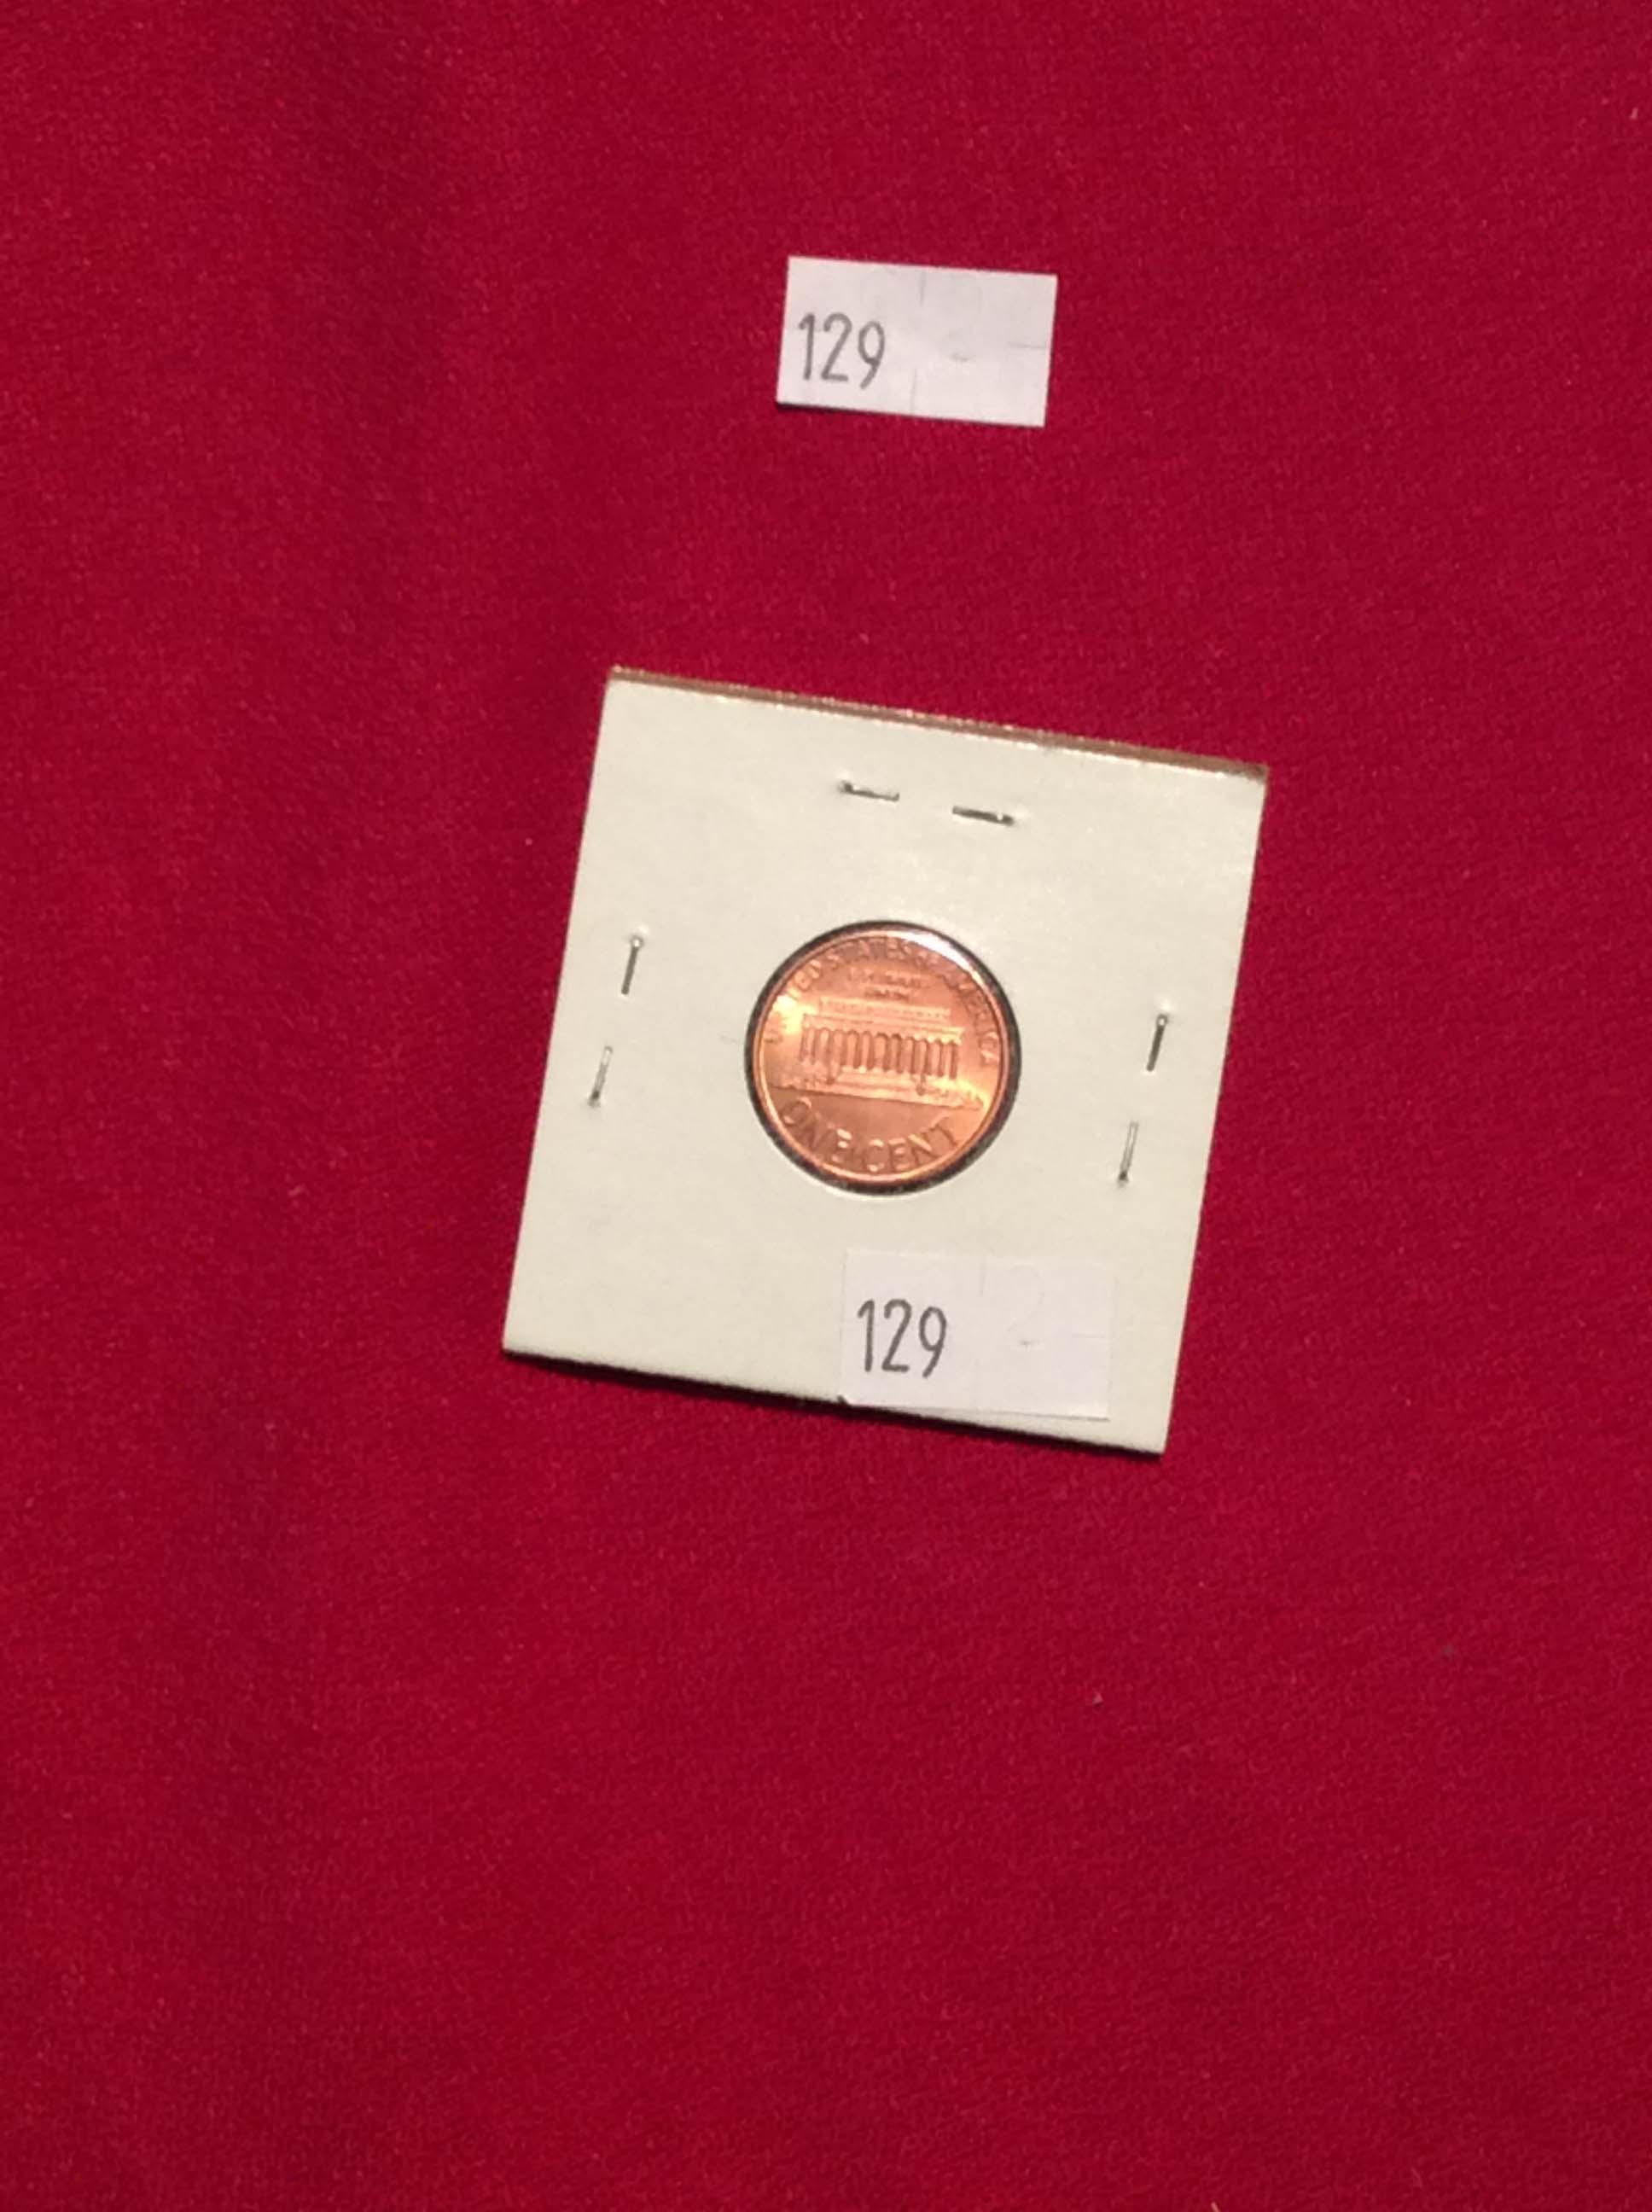 129
UNITED STATES OF AMERICA
ONE CENT
129